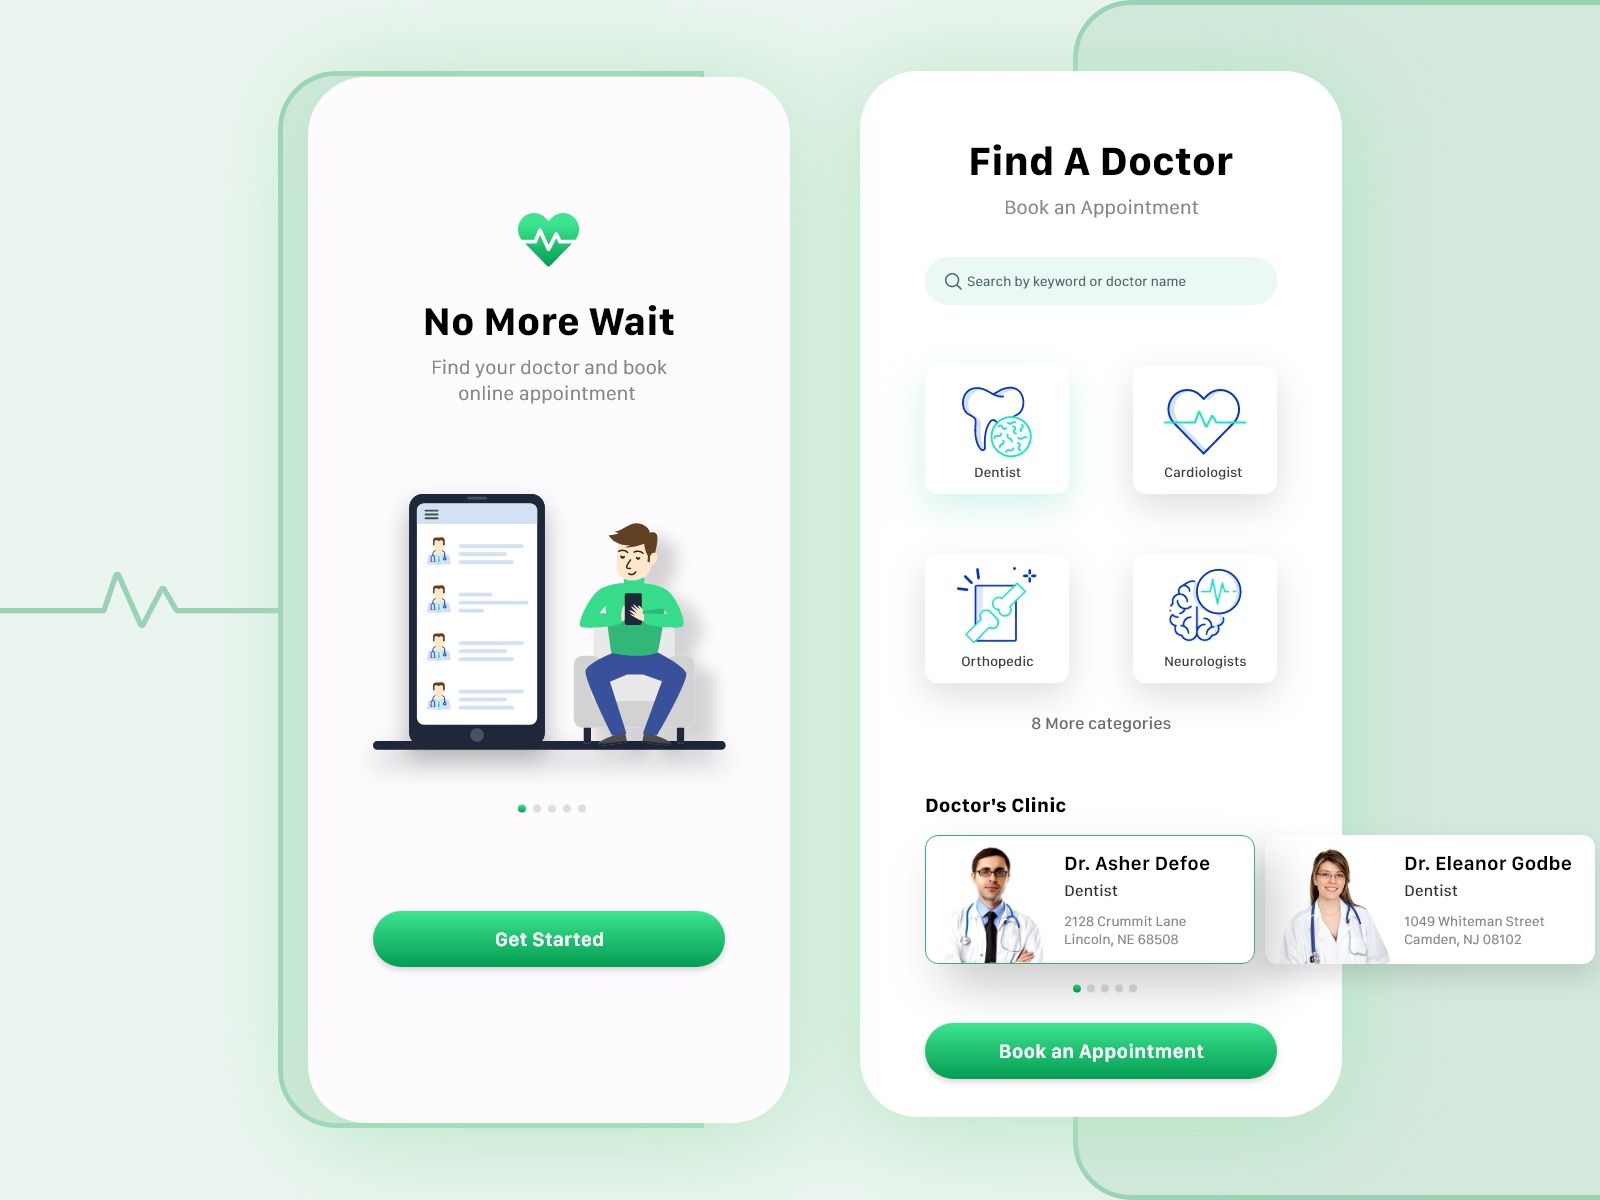 No More Wait
Find your doctor and book
online appointment
Get Started
Find A Doctor
Book an Appointment
Search by keyword or doctor name
Dentist
Cardiologist
Orthopedic
Neurologists
8 More categories
Doctor's Clinic
Dr. Asher Defoe
Dentist
2128 Crummit Lane
Lincoln, NE 68508
Dr. Eleanor Godbe
Dentist
1049 Whiteman Street
Camden, NJ 08102
Book an Appointment